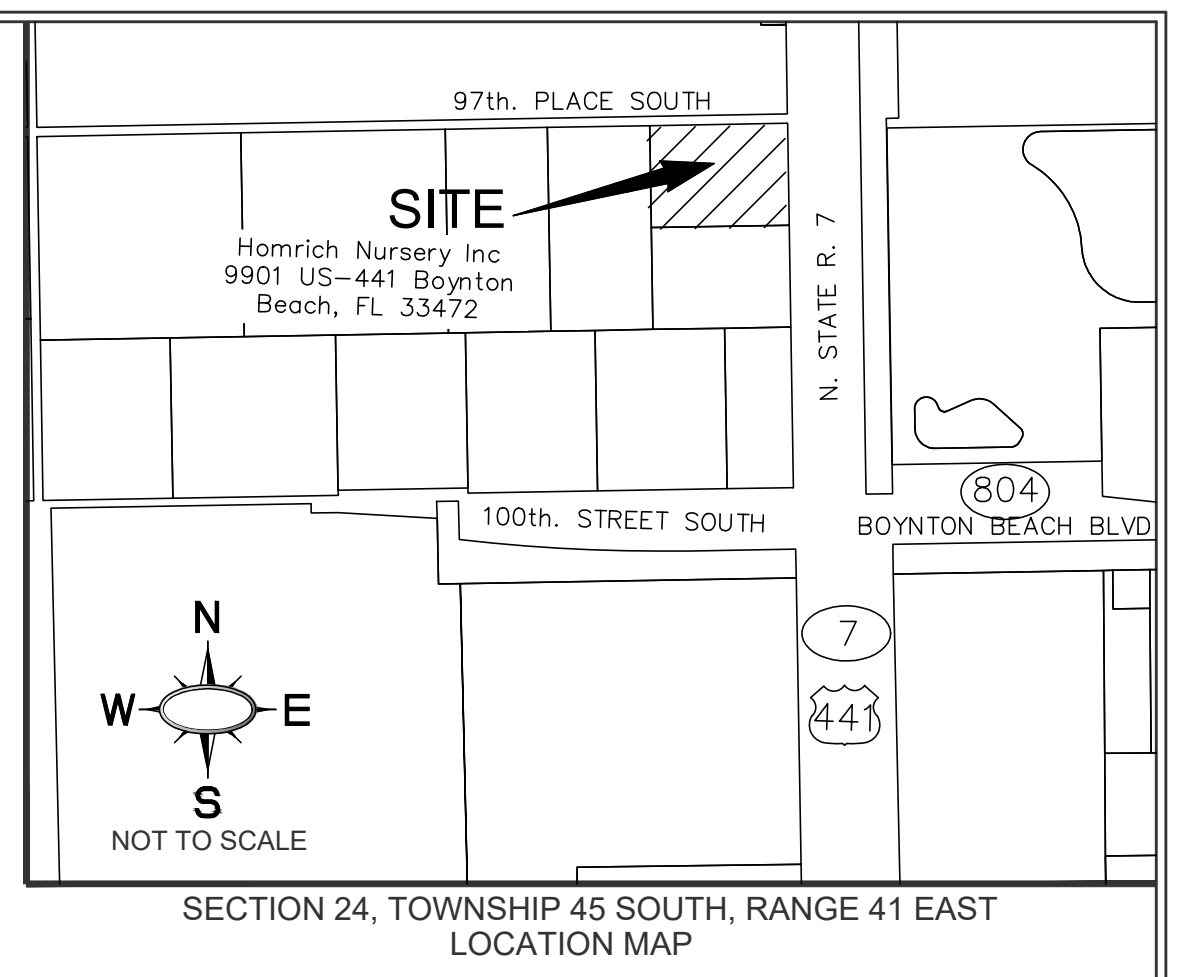 97th. PLACE SOUTH
SITE
Homrich Nursery Inc
9901 US-441 Boynton
Beach, FL 33472
N. STATE R. 7
804
100th. STREET SOUTH
BOYNTON BEACH BLVD
N
W
E
S
NOT TO SCALE
7
441
SECTION 24, TOWNSHIP 45 SOUTH, RANGE 41 EAST
LOCATION MAP